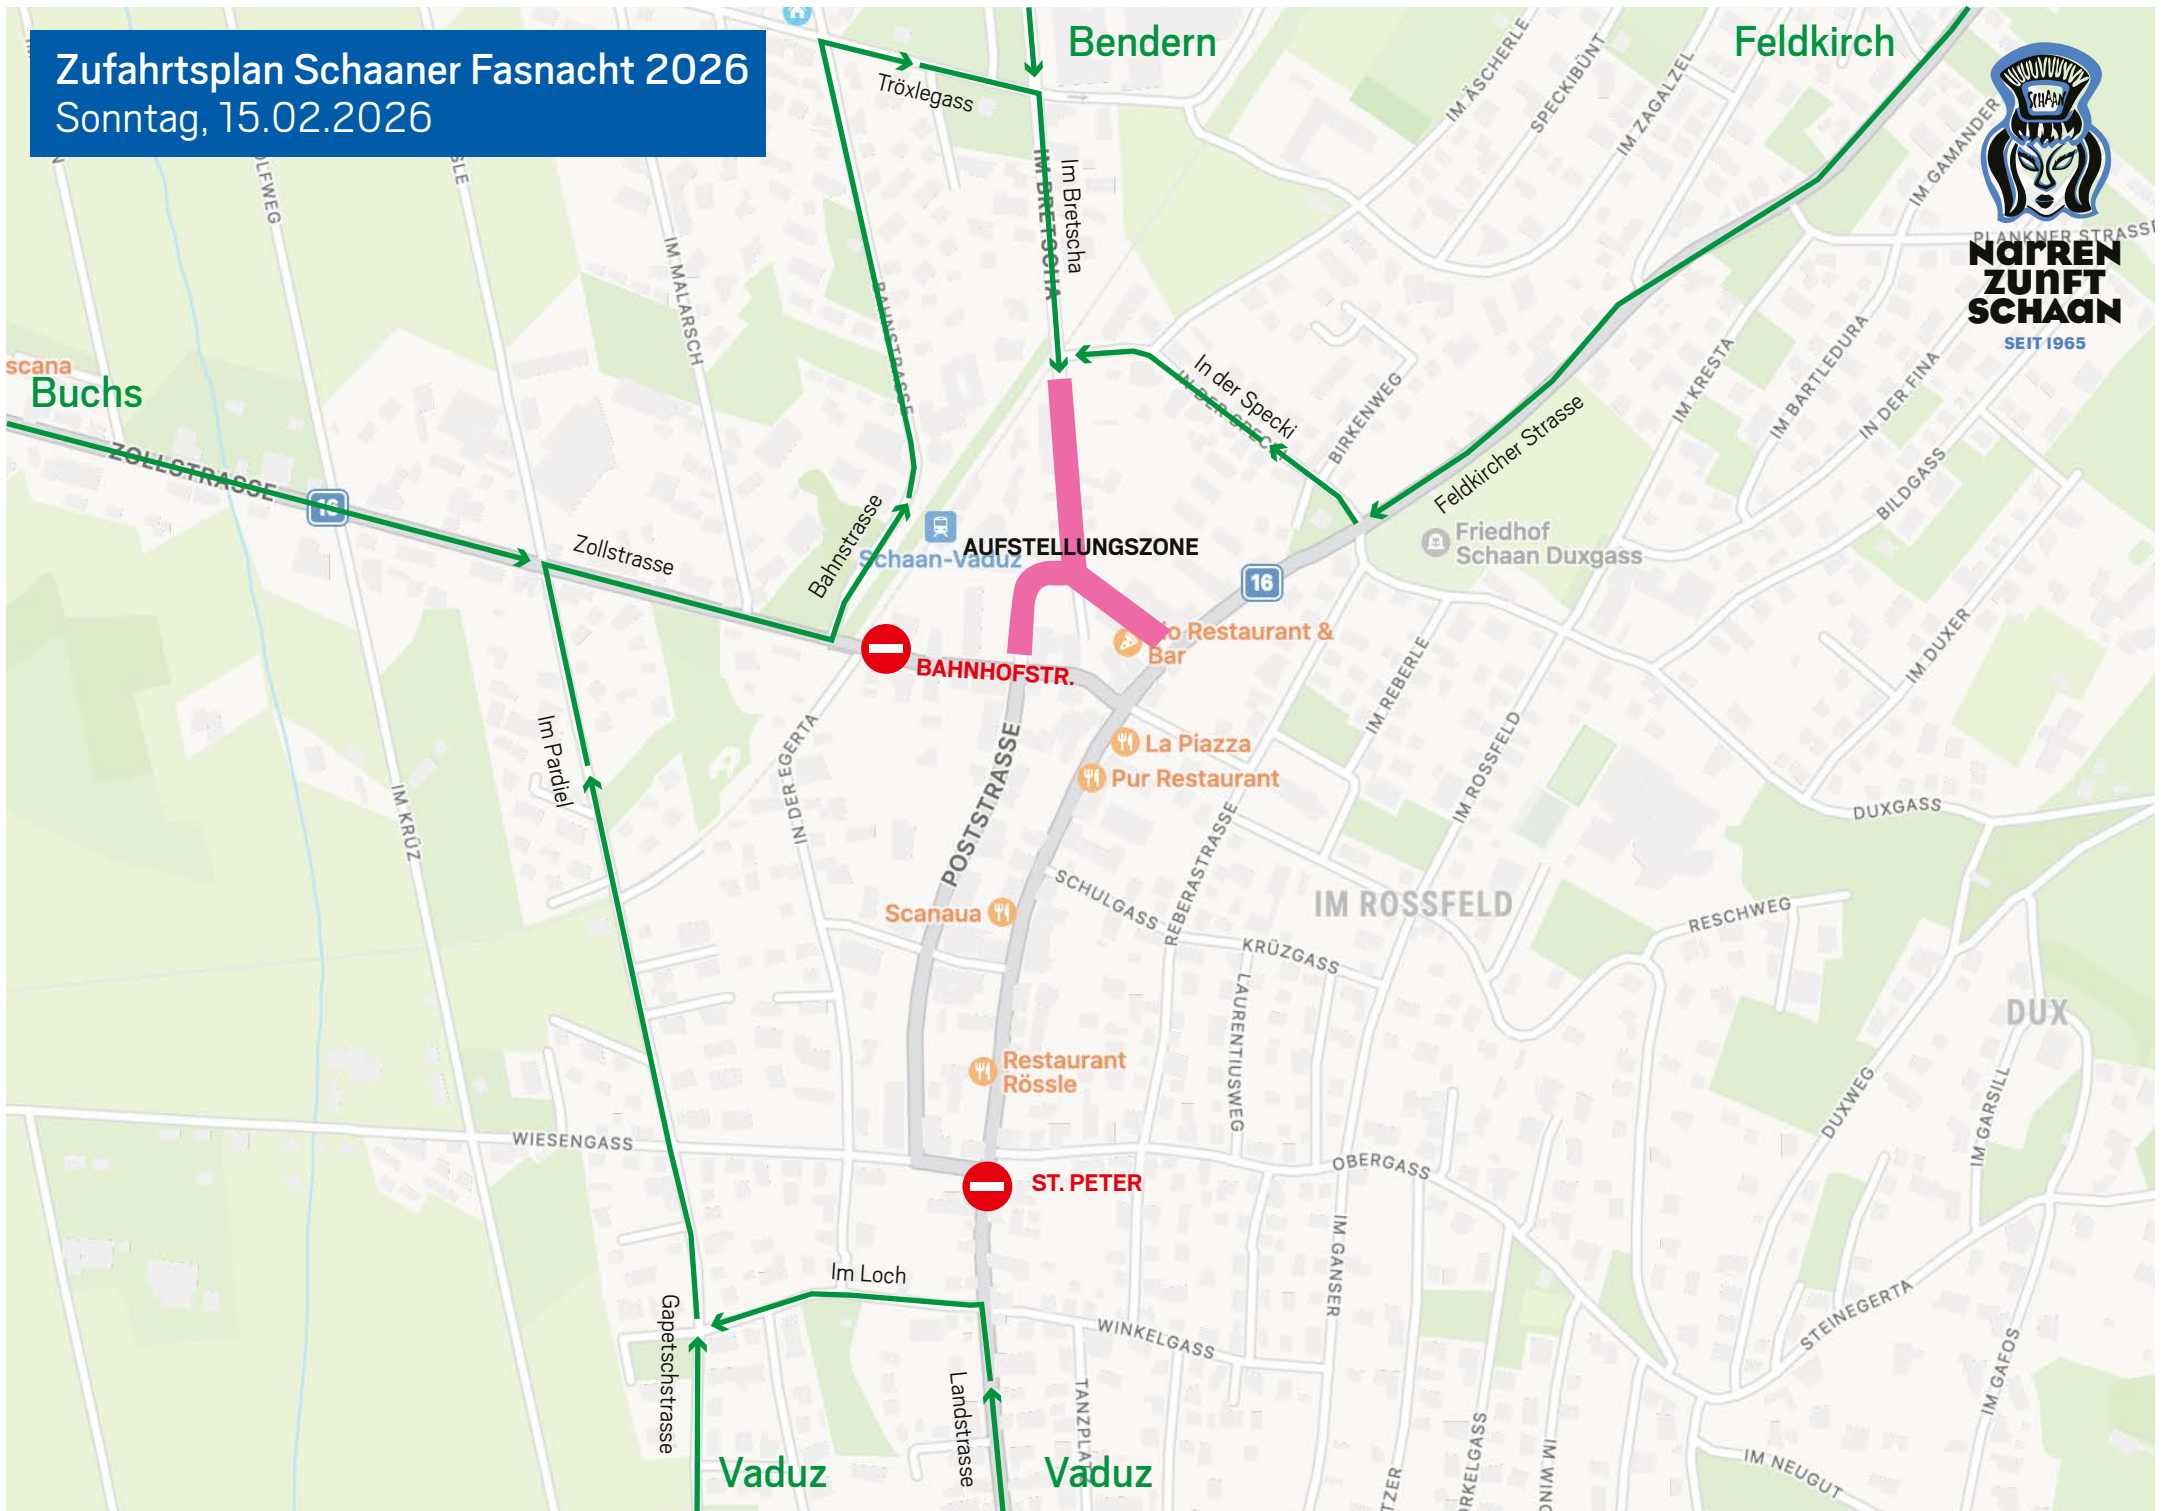 Zufahrtsplan Schaaner Fasnacht 2026
Sonntag, 15.02.2026
Bendern
Feldkirch
SCHAAN
NARREN
ZUNFT
SCHAAN
SEIT 1965
Tröxlegass
IM BRETSCHA
Im Bretscha
IM ÄSCHERLE
SPECKIBÜNT
IM ZAGALZEL
IM GAMANDER
PLANKNER STRASSE
IM MALARSCH
BAHNSTRASSE
scana
Buchs
ZOLLSTRASSE
16
Zollstrasse
Bahnstrasse
Schaan-Vaduz
AUFSTELLUNGSZONE
In der Specki
BIRKENWEG
Feldkircher Strasse
IM KRESTA
IM BARTLEDURA
IN DER FINA
BILDGASS
Friedhof
Schaan Duxgass
16
Restaurant &
Bar
BAHNHOFSTR.
IM REBERLE
IM DUXER
Im Pardiel
IN DER EGERTA
POSTSTRASSE
La Piazza
Pur Restaurant
IM ROSSFELD
DUXGASS
IM KRÜZ
Scanaua
SCHULGASS
REBERASTRASSE
IM ROSSFELD
RESCHWEG
KRÜZGASS
LAURENTIUSWEG
DUX
Restaurant
Rössle
DUXWEG
IM GARSILL
WIESENGASS
OBERGASS
ST. PETER
IM GANSER
Im Loch
WINKELGASS
STEINEGERTA
IM GAFOS
Gapetschstrasse
Landstrasse
TANZPLATZ
IM NEUGUT
Vaduz
Vaduz